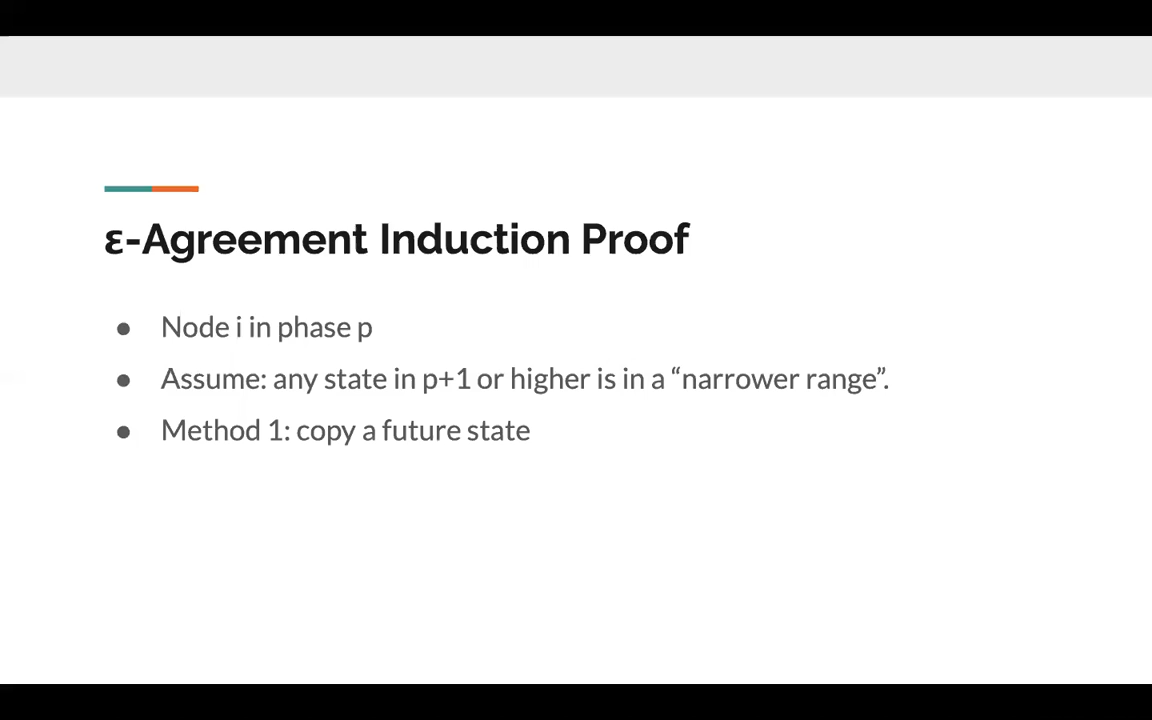 ε-Agreement Induction Proof
● Node i in phase p
● Assume: any state in p+1 or higher is in a “narrower range”.
● Method 1: copy a future state